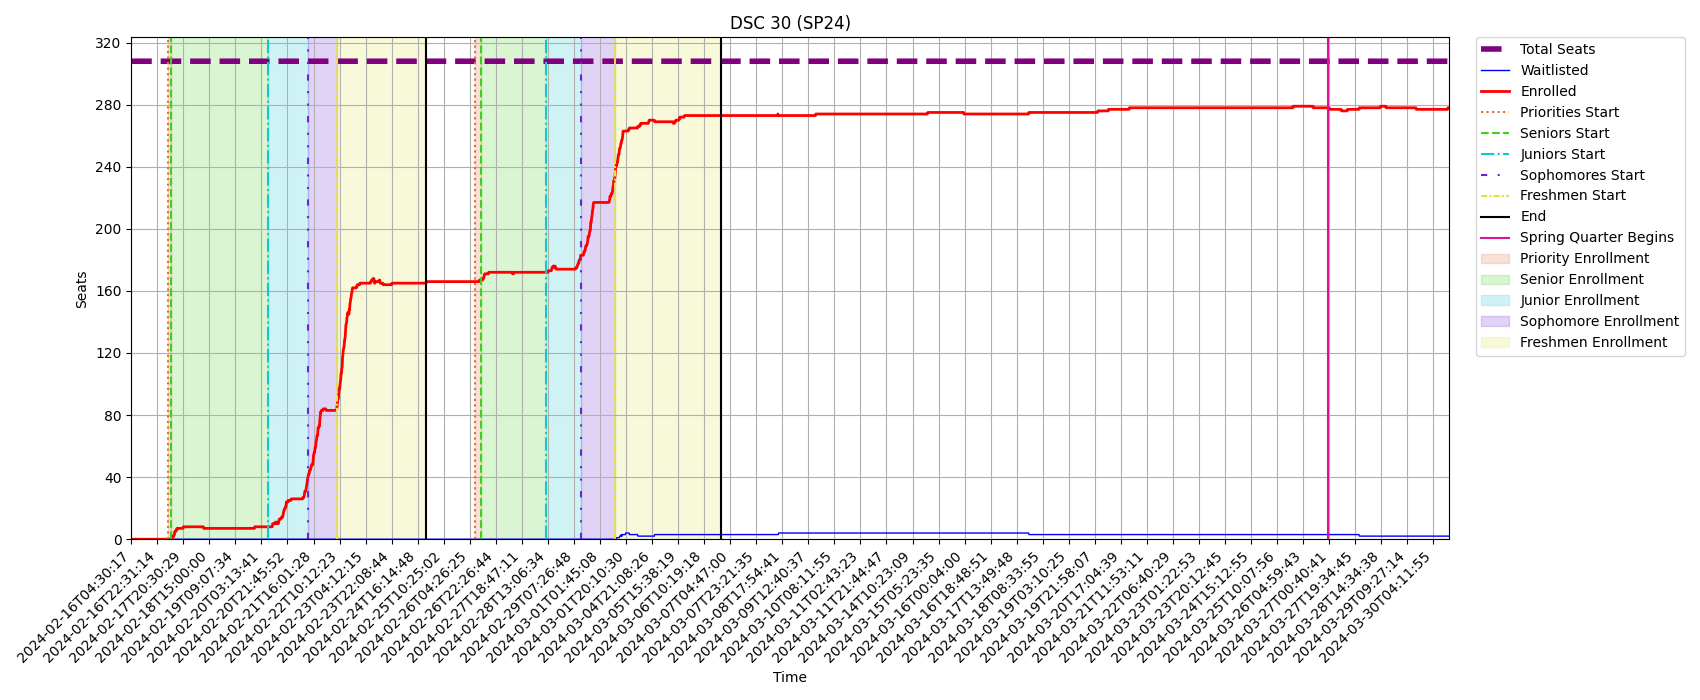 DSC 30 (SP24)
Seats
320
280
240
200
160
120
80
40
0
2024-02-16T04:30:17
2024-02-16T22:31:14
2024-02-17T20:30:29
2024-02-18T15:00:00
2024-02-19T09:07:34
2024-02-20T03:13:41
2024-02-20T21:45:52
2024-02-21T16:01:28
2024-02-22T10:12:23
2024-02-23T04:12:15
2024-02-23T22:08:44
2024-02-24T16:14:48
2024-02-25T10:25:02
2024-02-26T04:26:25
2024-02-26T22:26:44
2024-02-27T18:47:11
2024-02-28T13:06:34
2024-02-29T07:26:48
2024-03-01T01:45:08
2024-03-01T20:10:30
2024-03-04T21:08:26
2024-03-05T15:38:19
2024-03-06T10:19:18
2024-03-07T04:47:00
2024-03-07T23:21:35
2024-03-08T17:54:41
2024-03-09T12:40:37
2024-03-10T08:11:55
2024-03-11T02:43:23
2024-03-11T21:44:47
2024-03-14T10:23:09
2024-03-15T05:23:35
2024-03-16T00:04:00
2024-03-16T18:48:51
2024-03-17T13:49:48
2024-03-18T08:33:55
2024-03-19T03:10:25
2024-03-19T21:58:07
2024-03-20T17:04:39
2024-03-21T11:53:11
2024-03-22T06:40:29
2024-03-23T01:22:53
2024-03-23T20:12:45
2024-03-24T15:12:55
2024-03-25T10:07:56
2024-03-26T04:59:43
2024-03-27T00:40:41
2024-03-27T19:34:45
2024-03-28T14:34:38
2024-03-29T09:27:14
2024-03-30T04:11:55
Time
Total Seats
Waitlisted
Enrolled
Priorities Start
Seniors Start
Juniors Start
Sophomores Start
Freshmen Start
End
Spring Quarter Begins
Priority Enrollment
Senior Enrollment
Junior Enrollment
Sophomore Enrollment
Freshmen Enrollment